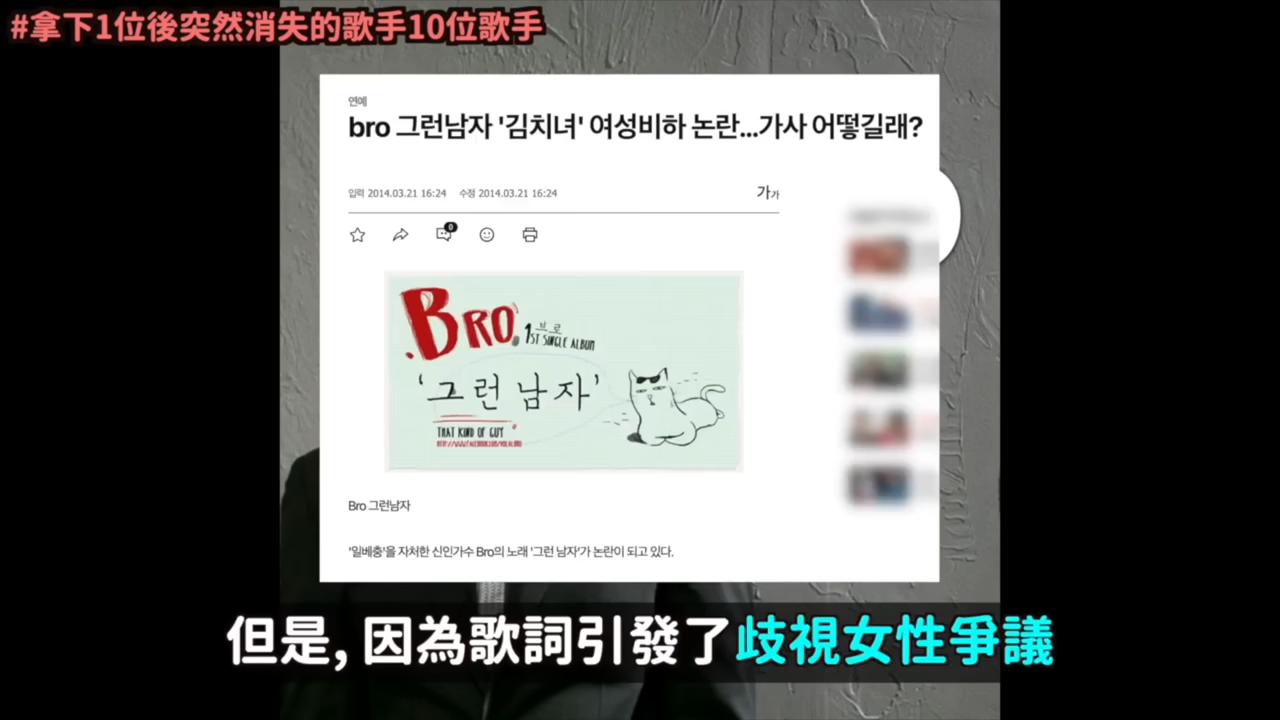 #拿下1位後突然消失的歌手10位歌手
연예
bro 그런남자 '김치녀' 여성비하 논란...가사 어떻길래?
입력 2014.03.21 16:24 수정 2014.03.21 16:24
가가
0
BRO.
브로
1ST SINGLE ALBUM
'그런 남자'
THAT KIND OF GUY
Bro 그런남자
'일베충'을 자처한 신인가수 Bro의 노래 '그런 남자'가 논란이 되고 있다.
但是, 因為歌詞引發了歧視女性爭議